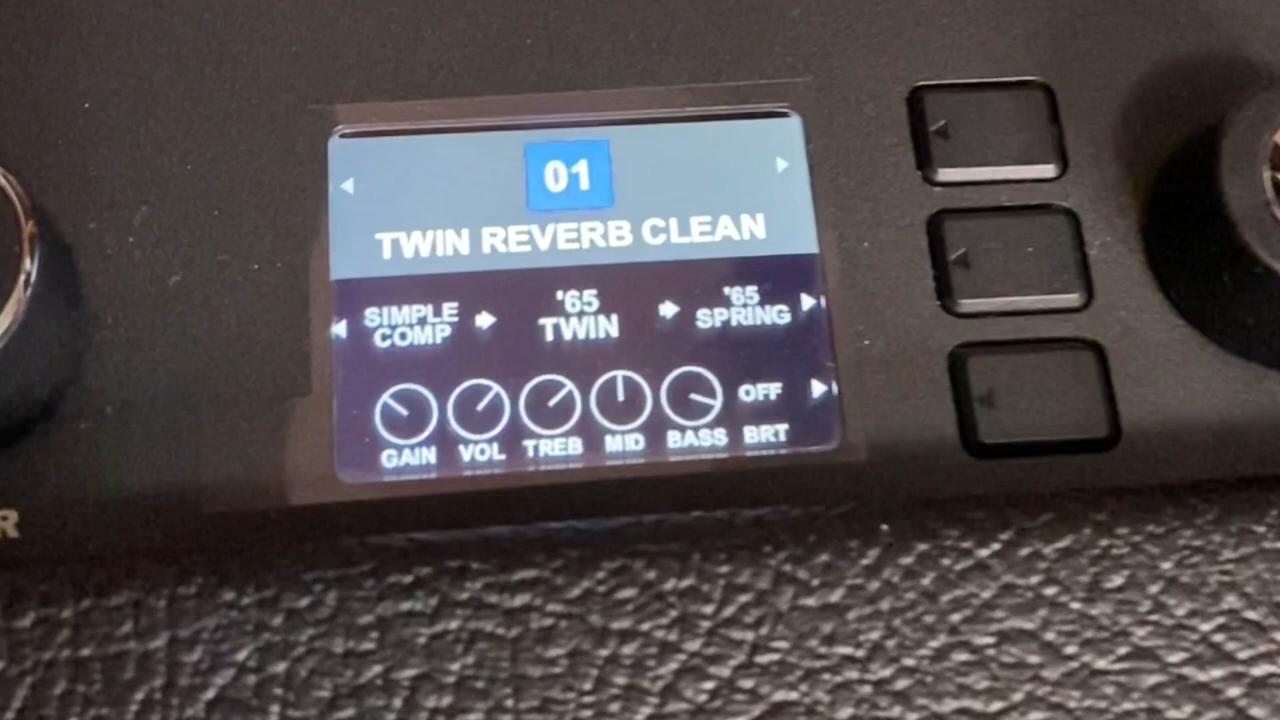 01
TWIN REVERB CLEAN
SIMPLE COMP
'65 TWIN
'65 SPRING
OFF
GAIN VOL TREB MID BASS BRT
R